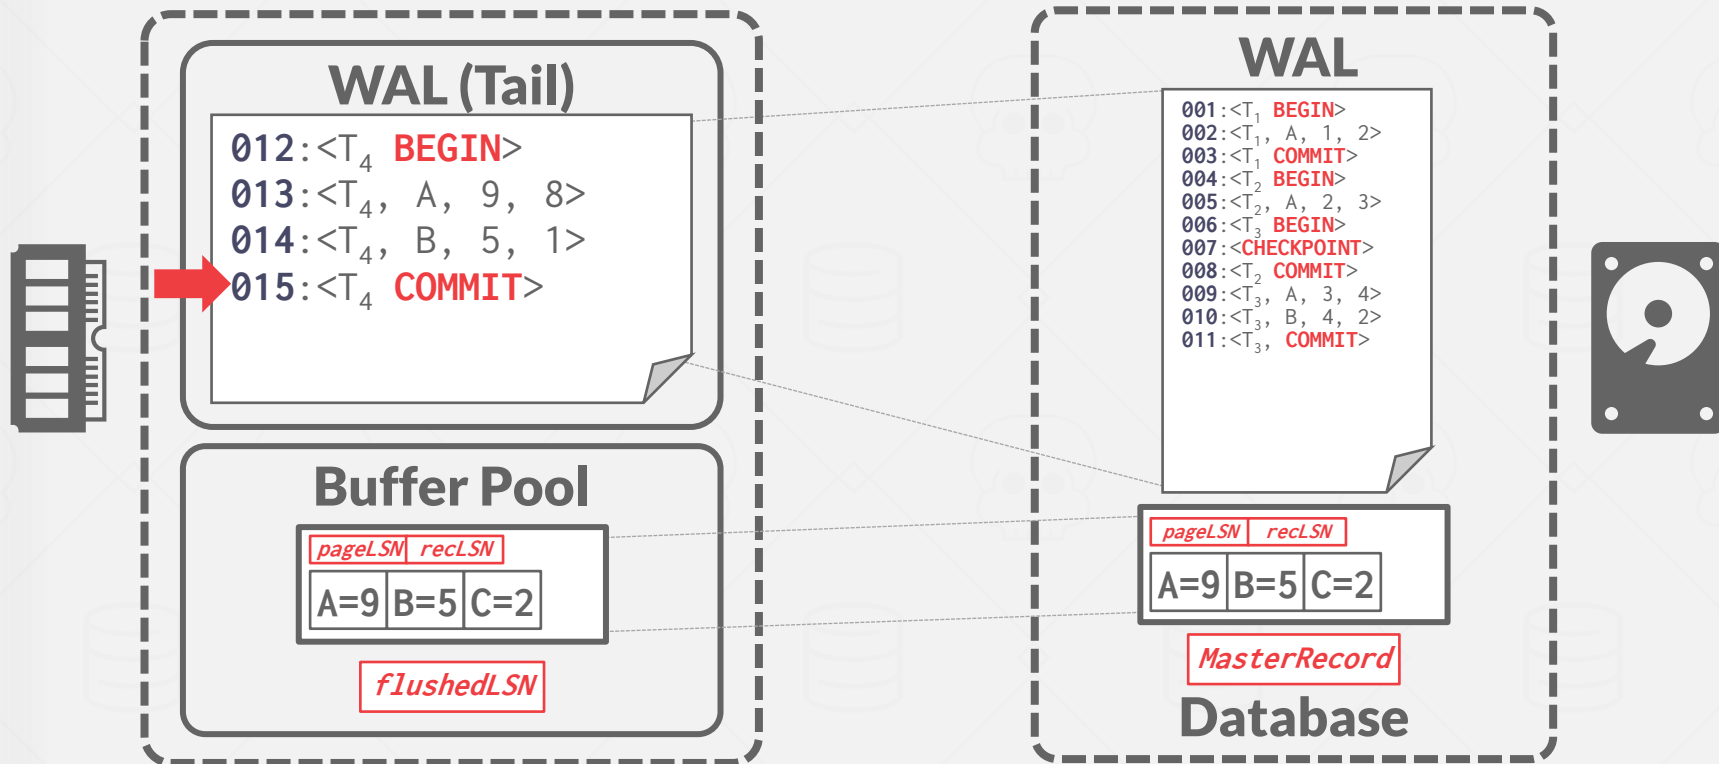 WAL (Tail)
012:<T4 BEGIN>
013:<T4, A, 9, 8>
014:<T4, B, 5, 1>
015:<T4 COMMIT>
Buffer Pool
pageLSN recLSN
A=9 B=5 C=2
flushedLSN
WAL
001:<T1 BEGIN>
002:<T1, A, 1, 2>
003:<T1 COMMIT>
004:<T2 BEGIN>
005:<T2, A, 2, 3>
006:<T3 BEGIN>
007:<CHECKPOINT>
008:<T2 COMMIT>
009:<T3, A, 3, 4>
010:<T3, B, 4, 2>
011:<T3, COMMIT>
pageLSN recLSN
A=9 B=5 C=2
MasterRecord
Database